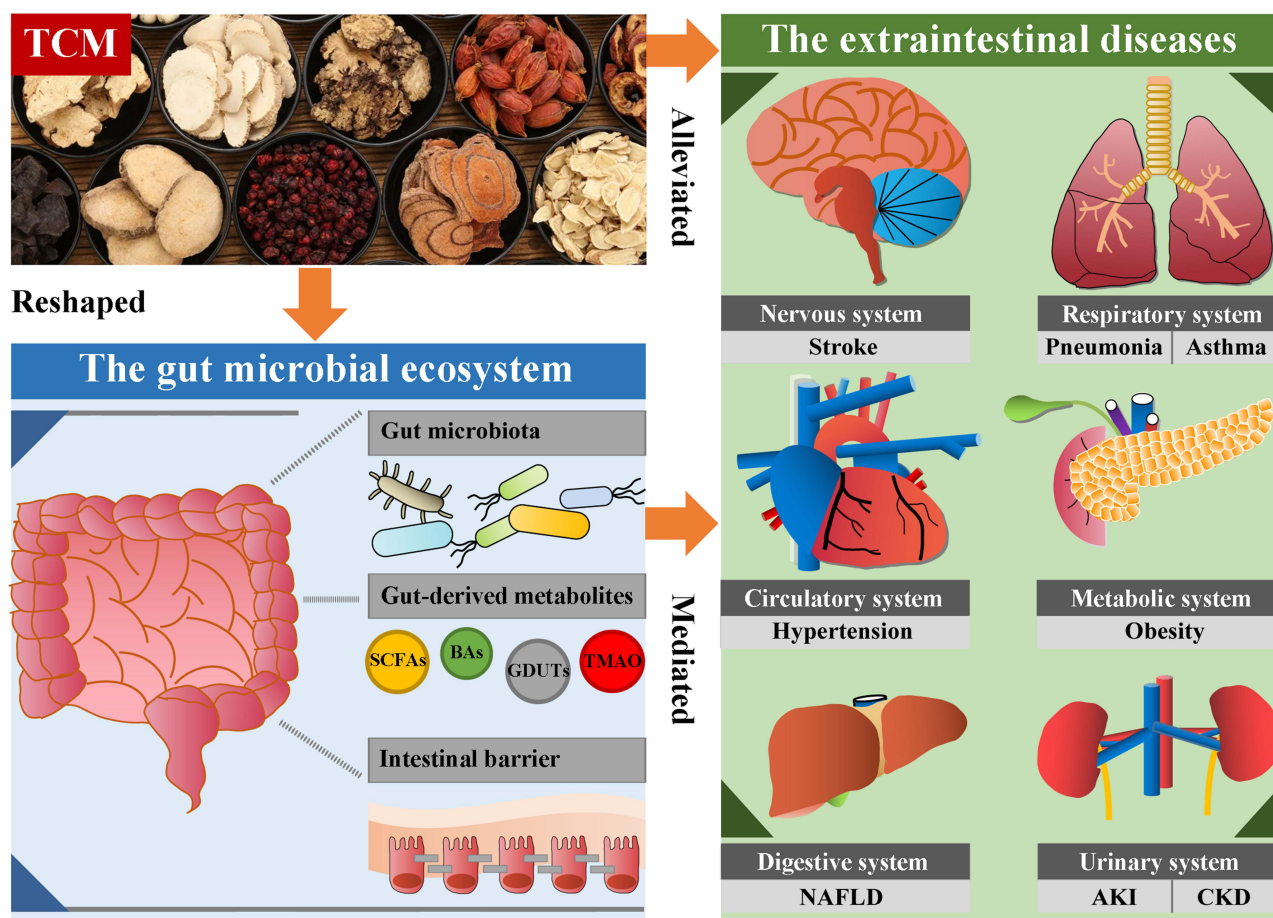 TCM
Alleviated
Reshaped
The gut microbial ecosystem
Gut microbiota
Gut-derived metabolites
SCFAs
BAs
GDUTs
TMAO
Intestinal barrier
Mediated
The extraintestinal diseases
Nervous system
Stroke
Respiratory system
Pneumonia
Asthma
Circulatory system
Hypertension
Metabolic system
Obesity
Digestive system
NAFLD
Urinary system
AKI
CKD